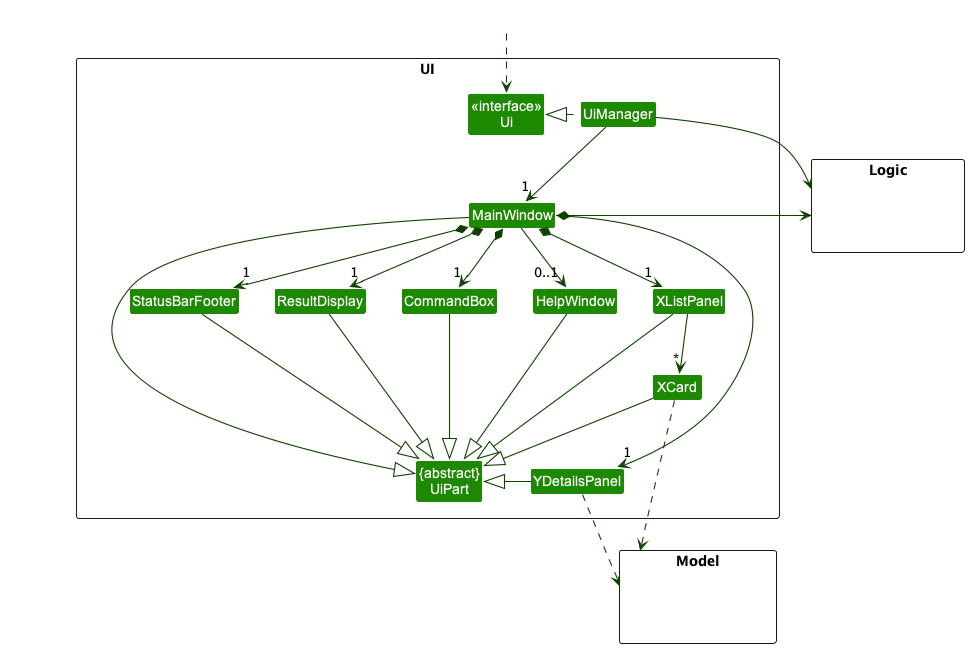 UI
«interface»
Ui
UiManager
Logic
1
MainWindow
1
1
1
0..1
1
StatusBarFooter
ResultDisplay
CommandBox
HelpWindow
XListPanel
*
XCard
1
{abstract}
UiPart
YDetailsPanel
Model